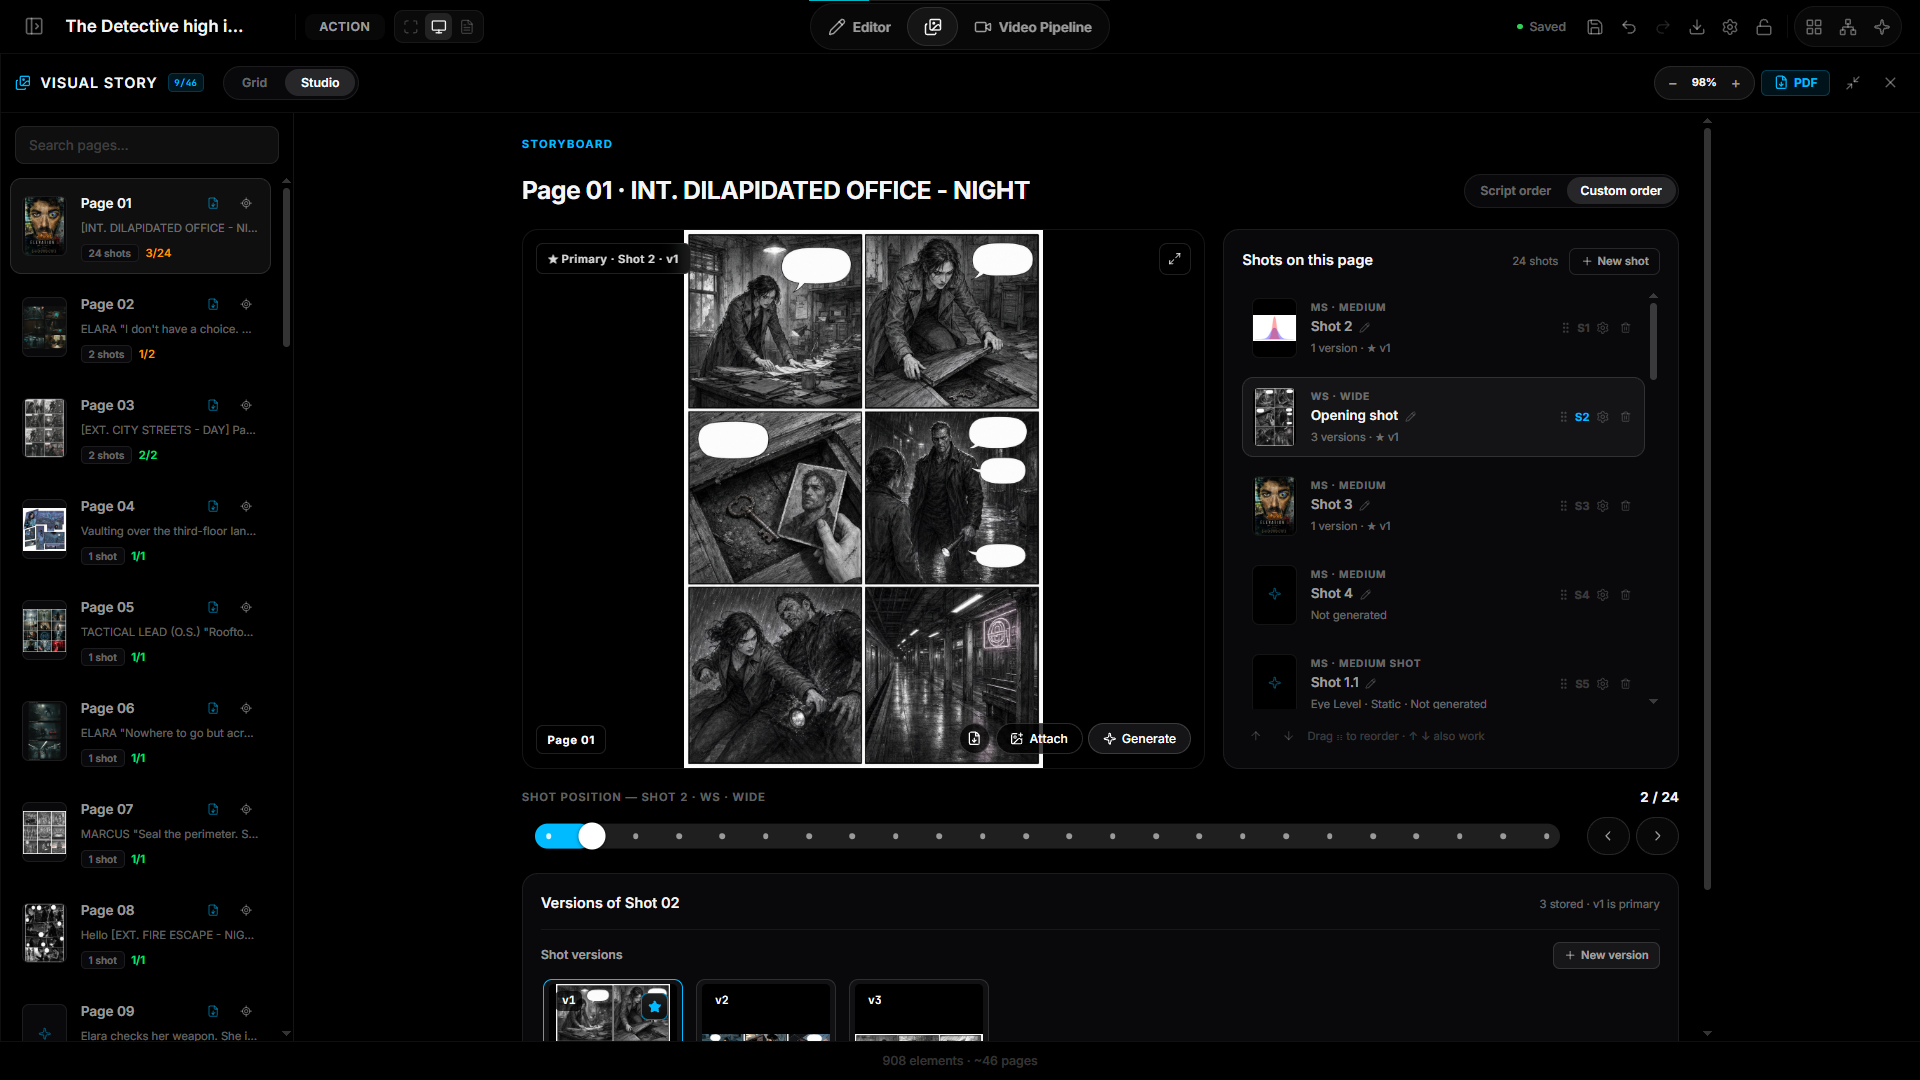 The Detective high i...
ACTION
Editor
Video Pipeline
Saved
VISUAL STORY
9/46
Grid
Studio
98%
PDF
Search pages...
Page 01
[INT. DILAPIDATED OFFICE - NI...
24 shots
3/24
Page 02
ELARA "I don't have a choice. ...
2 shots
1/2
Page 03
[EXT. CITY STREETS - DAY] Pa...
2 shots
2/2
Page 04
Vaulting over the third-floor lan...
1 shot
1/1
Page 05
TACTICAL LEAD (O.S.) "Roofto...
1 shot
1/1
Page 06
ELARA "Nowhere to go but acr...
1 shot
1/1
Page 07
MARCUS "Seal the perimeter. S...
1 shot
1/1
Page 08
Hello [EXT. FIRE ESCAPE - NIG...
1 shot
1/1
Page 09
Elara checks her weapon. She i...
STORYBOARD
Page 01 · INT. DILAPIDATED OFFICE - NIGHT
Script order
Custom order
★ Primary · Shot 2 · v1
Page 01
Attach
Generate
Shots on this page
24 shots
+ New shot
MS · MEDIUM
Shot 2
S1
1 version · ★ v1
WS · WIDE
Opening shot
S2
3 versions · ★ v1
MS · MEDIUM
Shot 3
S3
1 version · ★ v1
MS · MEDIUM
Shot 4
S4
Not generated
MS · MEDIUM SHOT
Shot 1.1
S5
Eye Level · Static · Not generated
↑ ↓ Drag ⠿ to reorder · ↑ ↓ also work
SHOT POSITION — SHOT 2 · WS · WIDE
2 / 24
Versions of Shot 02
3 stored · v1 is primary
Shot versions
+ New version
v1
v2
v3
908 elements · ~46 pages